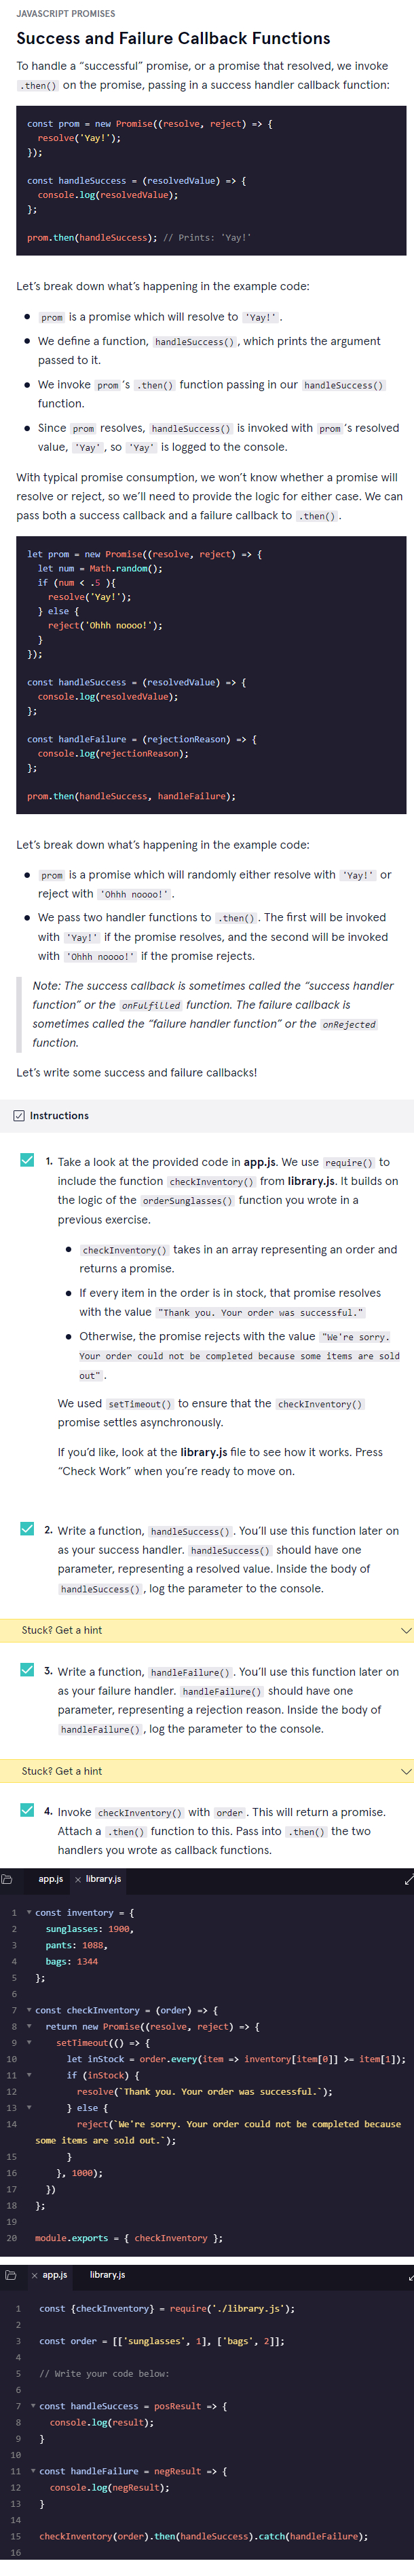 JAVASCRIPT PROMISES
Success and Failure Callback Functions
To handle a “successful” promise, or a promise that resolved, we invoke
.then() on the promise, passing in a success handler callback function:
const prom = new Promise((resolve, reject) => {
  resolve('Yay!');
});

const handleSuccess = (resolvedValue) => {
  console.log(resolvedValue);
};

prom.then(handleSuccess); // Prints: 'Yay!'
Let’s break down what’s happening in the example code:
• prom is a promise which will resolve to 'Yay!'.
• We define a function, handleSuccess(), which prints the argument
passed to it.
• We invoke prom’s .then() function passing in our handleSuccess()
function.
• Since prom resolves, handleSuccess() is invoked with prom’s resolved
value, 'Yay', so 'Yay' is logged to the console.
With typical promise consumption, we won’t know whether a promise will
resolve or reject, so we’ll need to provide the logic for either case. We can
pass both a success callback and a failure callback to .then().
let prom = new Promise((resolve, reject) => {
  let num = Math.random();
  if (num < .5 ){
    resolve('Yay!');
  } else {
    reject('Ohhh noooo!');
  }
});

const handleSuccess = (resolvedValue) => {
  console.log(resolvedValue);
};

const handleFailure = (rejectionReason) => {
  console.log(rejectionReason);
};

prom.then(handleSuccess, handleFailure);
Let’s break down what’s happening in the example code:
• prom is a promise which will randomly either resolve with 'Yay!' or
reject with 'Ohhh noooo!'.
• We pass two handler functions to .then(). The first will be invoked
with 'Yay!' if the promise resolves, and the second will be invoked
with 'Ohhh noooo!' if the promise rejects.
Note: The success callback is sometimes called the “success handler
function” or the onFulfilled function. The failure callback is
sometimes called the “failure handler function” or the onRejected
function.
Let’s write some success and failure callbacks!
Instructions
1. Take a look at the provided code in app.js. We use require() to
include the function checkInventory() from library.js. It builds on
the logic of the orderSunglasses() function you wrote in a
previous exercise.
• checkInventory() takes in an array representing an order and
returns a promise.
• If every item in the order is in stock, that promise resolves
with the value "Thank you. Your order was successful."
• Otherwise, the promise rejects with the value "We're sorry.
Your order could not be completed because some items are sold
out".
We used setTimeout() to ensure that the checkInventory()
promise settles asynchronously.
If you’d like, look at the library.js file to see how it works. Press
“Check Work” when you’re ready to move on.
2. Write a function, handleSuccess(). You’ll use this function later on
as your success handler. handleSuccess() should have one
parameter, representing a resolved value. Inside the body of
handleSuccess(), log the parameter to the console.
Stuck? Get a hint
3. Write a function, handleFailure(). You’ll use this function later on
as your failure handler. handleFailure() should have one
parameter, representing a rejection reason. Inside the body of
handleFailure(), log the parameter to the console.
Stuck? Get a hint
4. Invoke checkInventory() with order. This will return a promise.
Attach a .then() function to this. Pass into .then() the two
handlers you wrote as callback functions.
app.js × library.js
1 const inventory = {
2   sunglasses: 1900,
3   pants: 1088,
4   bags: 1344
5 };
6
7 const checkInventory = (order) => {
8   return new Promise((resolve, reject) => {
9     setTimeout(() => {
10       let inStock = order.every(item => inventory[item[0]] >= item[1]);
11       if (inStock) {
12         resolve(`Thank you. Your order was successful.`);
13       } else {
14         reject(`We're sorry. Your order could not be completed because
some items are sold out.`);
15       }
16     }, 1000);
17   })
18 };
19
20 module.exports = { checkInventory };
× app.js library.js
1 const {checkInventory} = require('./library.js');
2
3 const order = [['sunglasses', 1], ['bags', 2]];
4
5 // Write your code below:
6
7 const handleSuccess = posResult => {
8   console.log(result);
9 }
10
11 const handleFailure = negResult => {
12   console.log(negResult);
13 }
14
15 checkInventory(order).then(handleSuccess).catch(handleFailure);
16